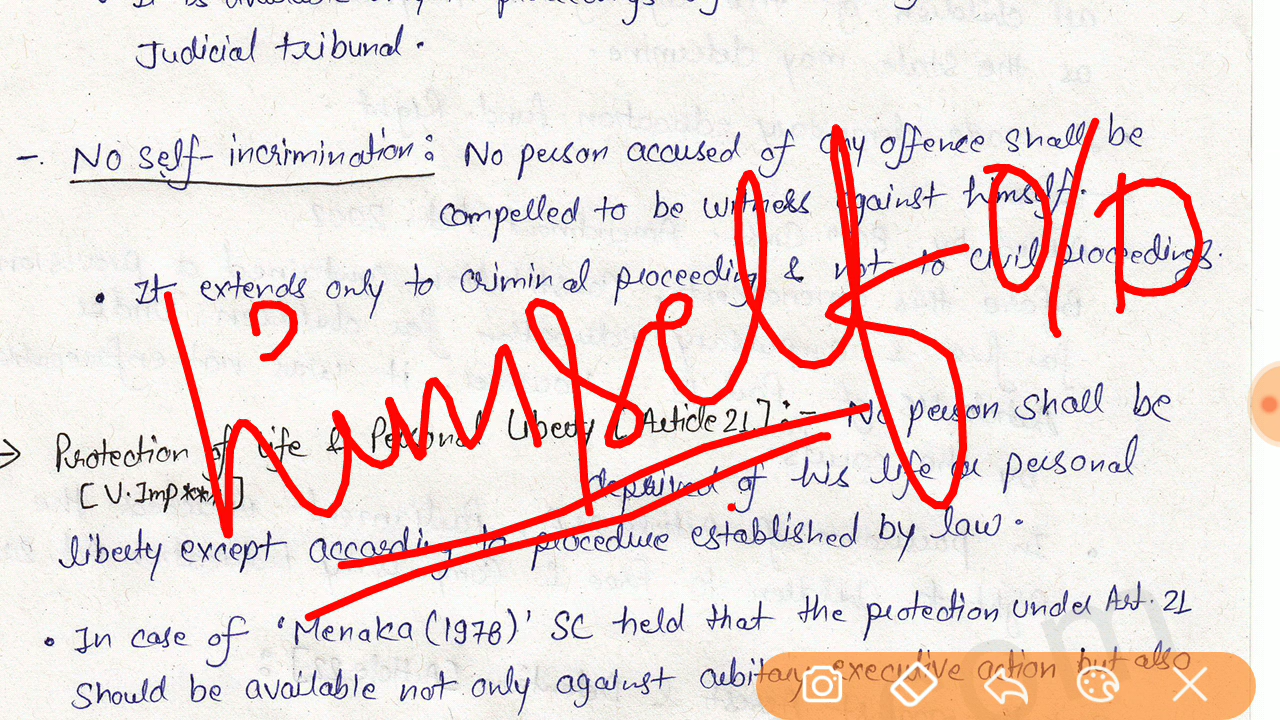 Judicial tribunal.
-. No self-incrimination: No person accused of any offence shall be
compelled to be witness against himself.
• It extends only to criminal proceeding & not to civil proceedings.
himself O/P
→ Protection of life & Personal Liberty [Article 21]:- No person shall be
[V.Imp***] deprived of his life or personal
liberty except according to procedure established by law.
• In case of 'Menaka (1978)' SC held that the protection under Art. 21
should be available not only against arbitary executive action but also